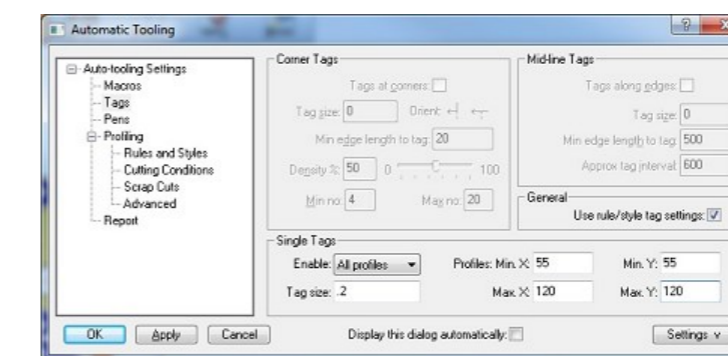 Automatic Tooling
Auto-tooling Settings
Macros
Tags
Pens
Profiling
Rules and Styles
Cutting Conditions
Scrap Cuts
Advanced
Report
Corner Tags
Tags at corners:
Tag size: 0 Orient:
Min edge length to tag: 20
Density %: 50 0 100
Min no: 4 Max no: 20
Mid-line Tags
Tags along edges:
Tag size: 0
Min edge length to tag: 500
Approx tag interval: 600
General
Use rule/style tag settings:
Single Tags
Enable: All profiles Profiles: Min. X: 55 Min. Y: 55
Tag size: .2 Max. X: 120 Max. Y: 120
OK Apply Cancel Display this dialog automatically: Settings v